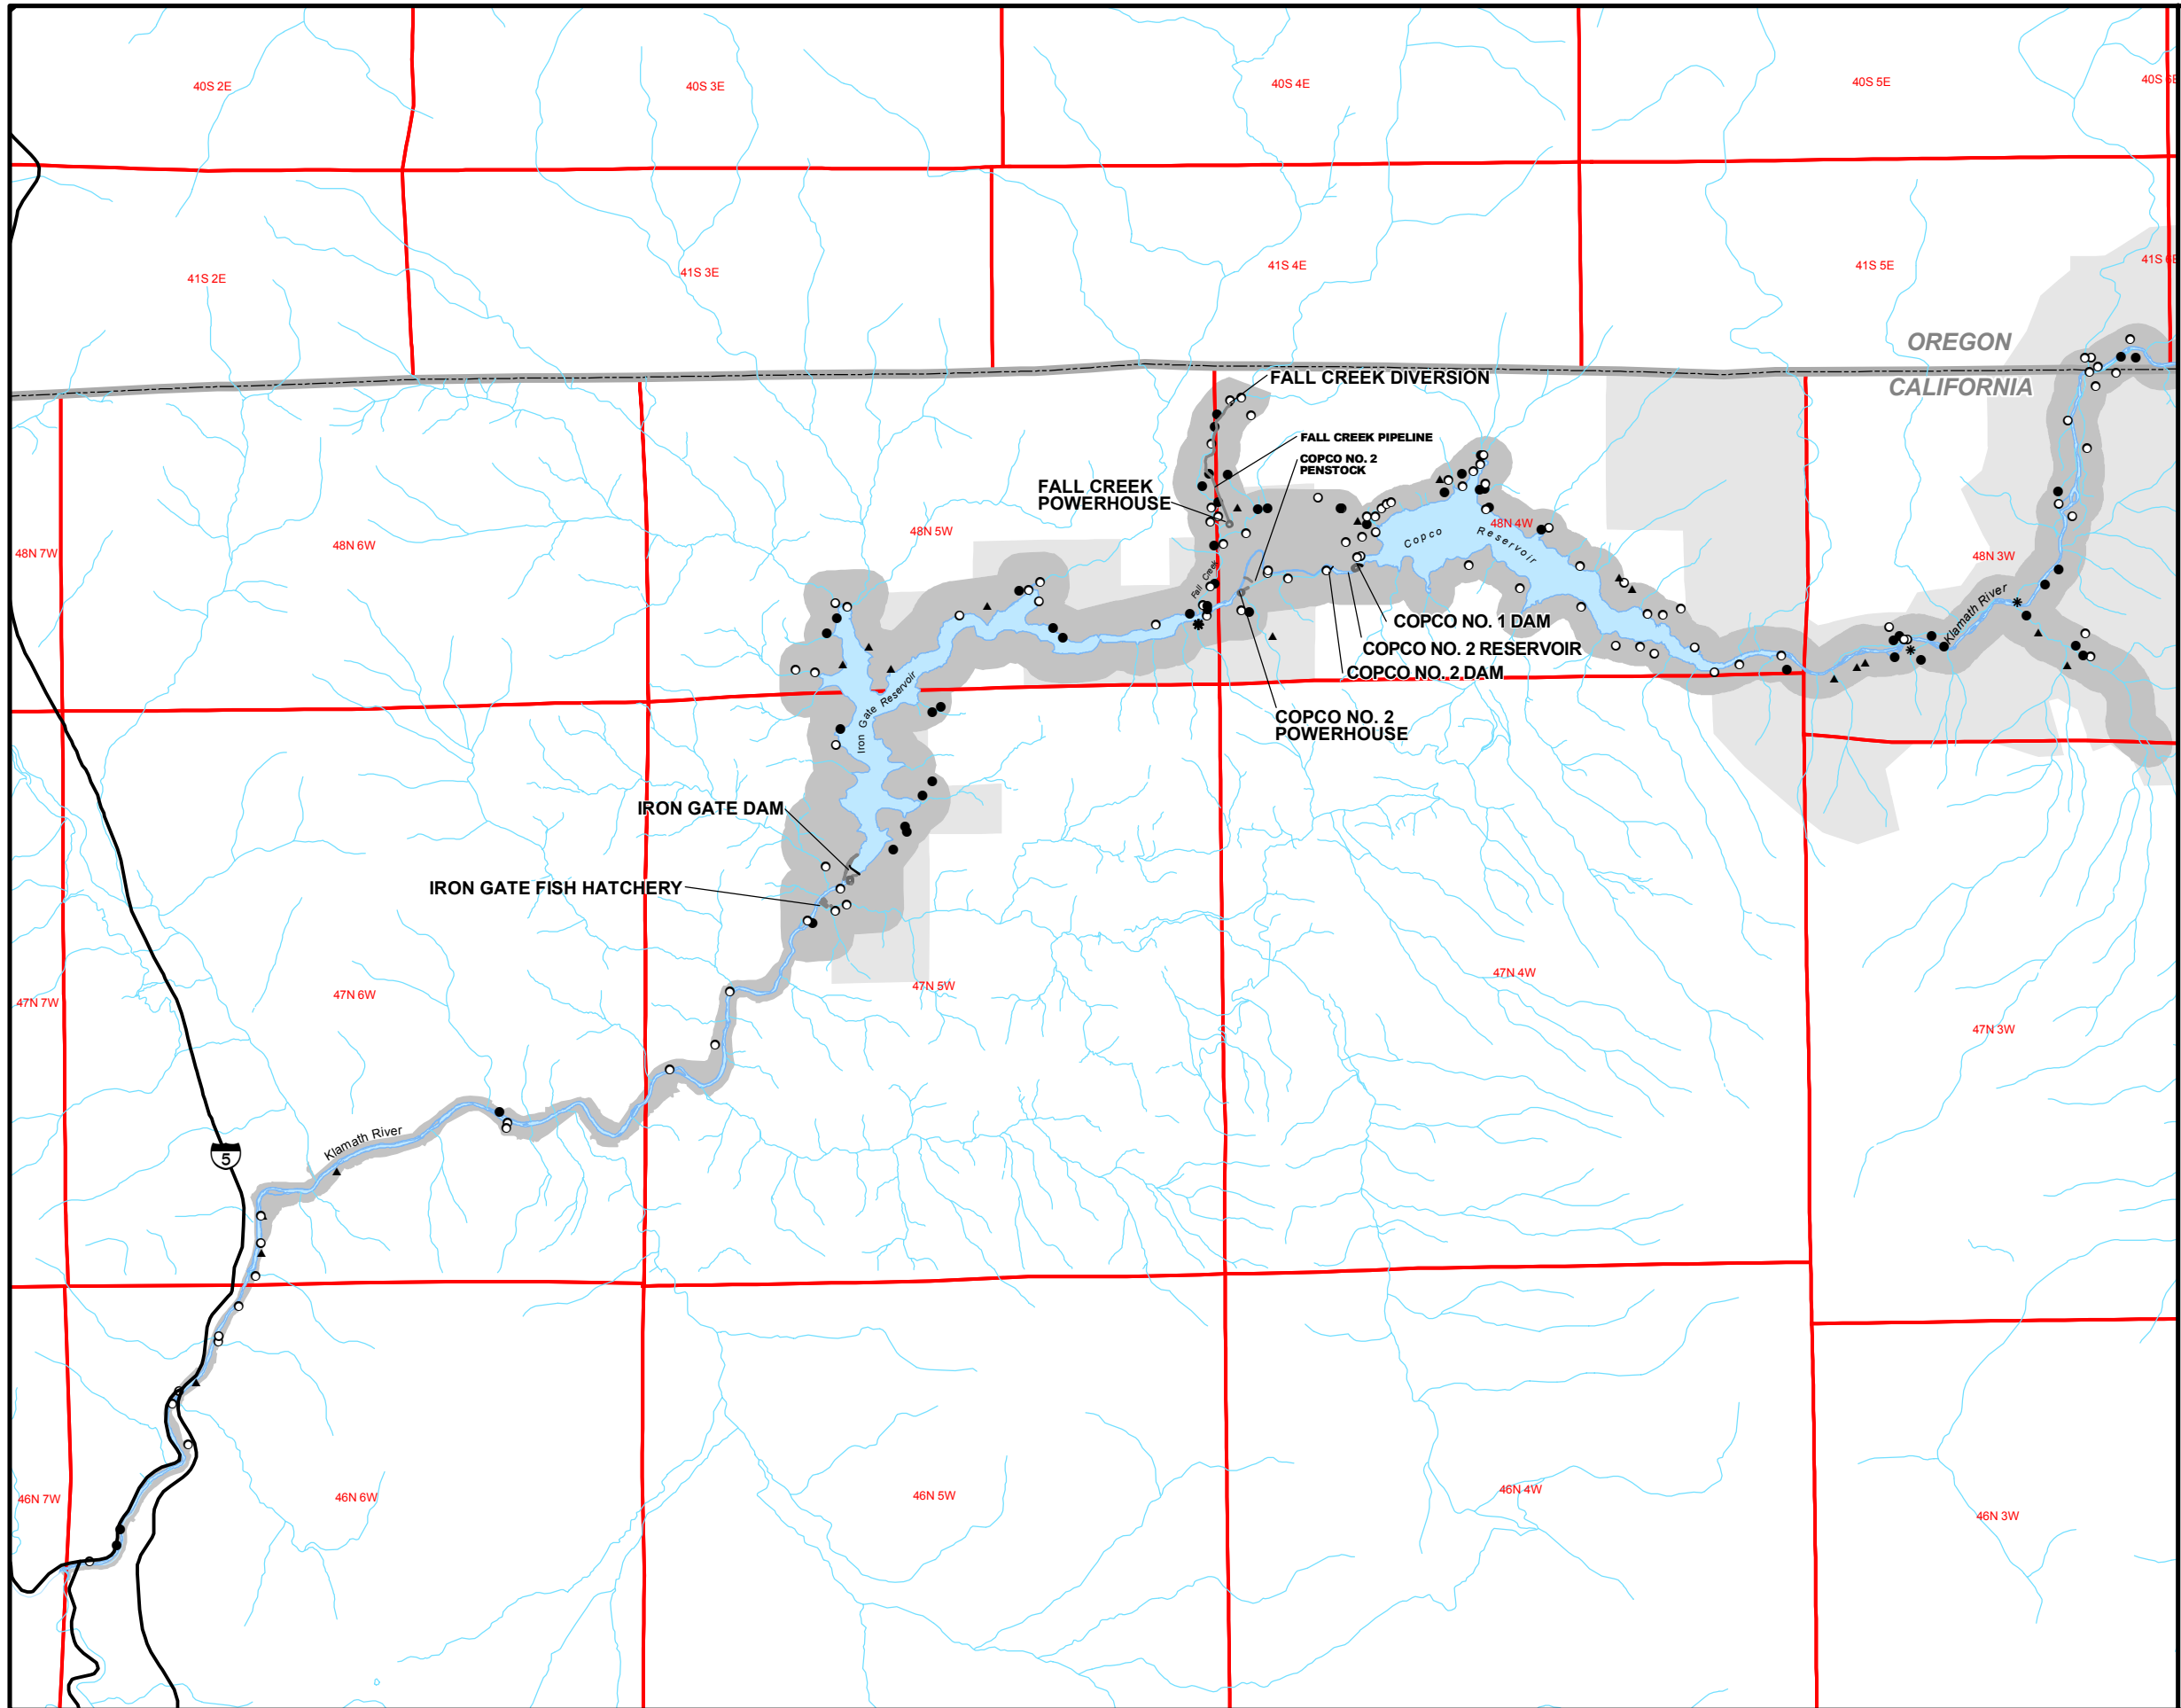 40S 2E
40S 3E
40S 4E
40S 5E
40S 6E
41S 2E
41S 3E
41S 4E
41S 5E
41S 6E
OREGON
CALIFORNIA
FALL CREEK DIVERSION
FALL CREEK PIPELINE
COPCO NO. 2
PENSTOCK
FALL CREEK
POWERHOUSE
48N 7W
48N 6W
48N 5W
48N 4W
48N 3W
Copco Reservoir
Fall Creek
Klamath River
COPCO NO. 1 DAM
COPCO NO. 2 RESERVOIR
COPCO NO. 2 DAM
COPCO NO. 2
POWERHOUSE
Iron Gate Reservoir
IRON GATE DAM
IRON GATE FISH HATCHERY
47N 7W
47N 6W
47N 5W
47N 4W
47N 3W
Klamath River
5
46N 7W
46N 6W
46N 5W
46N 4W
46N 3W